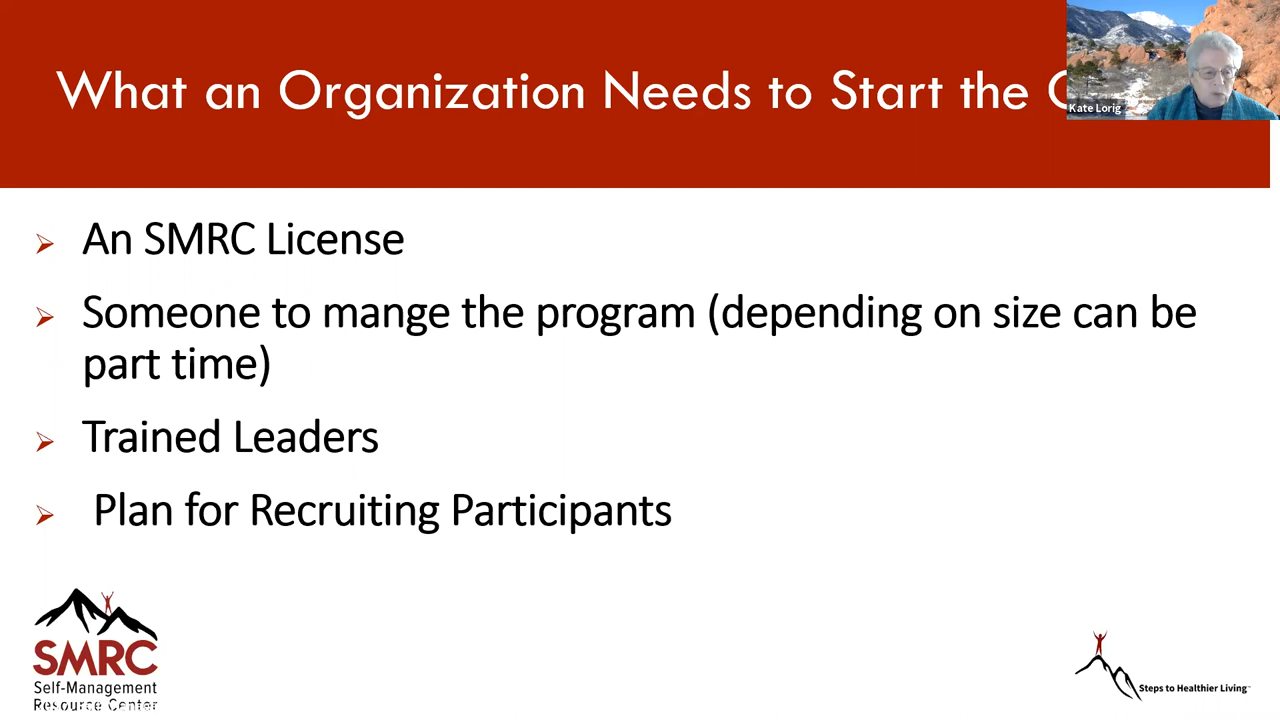 What an Organization Needs to Start the
Kate Lorig
An SMRC License
Someone to mange the program (depending on size can be
part time)
Trained Leaders
Plan for Recruiting Participants
SMRC
Self-Management
Resource Center
Steps to Healthier Living™